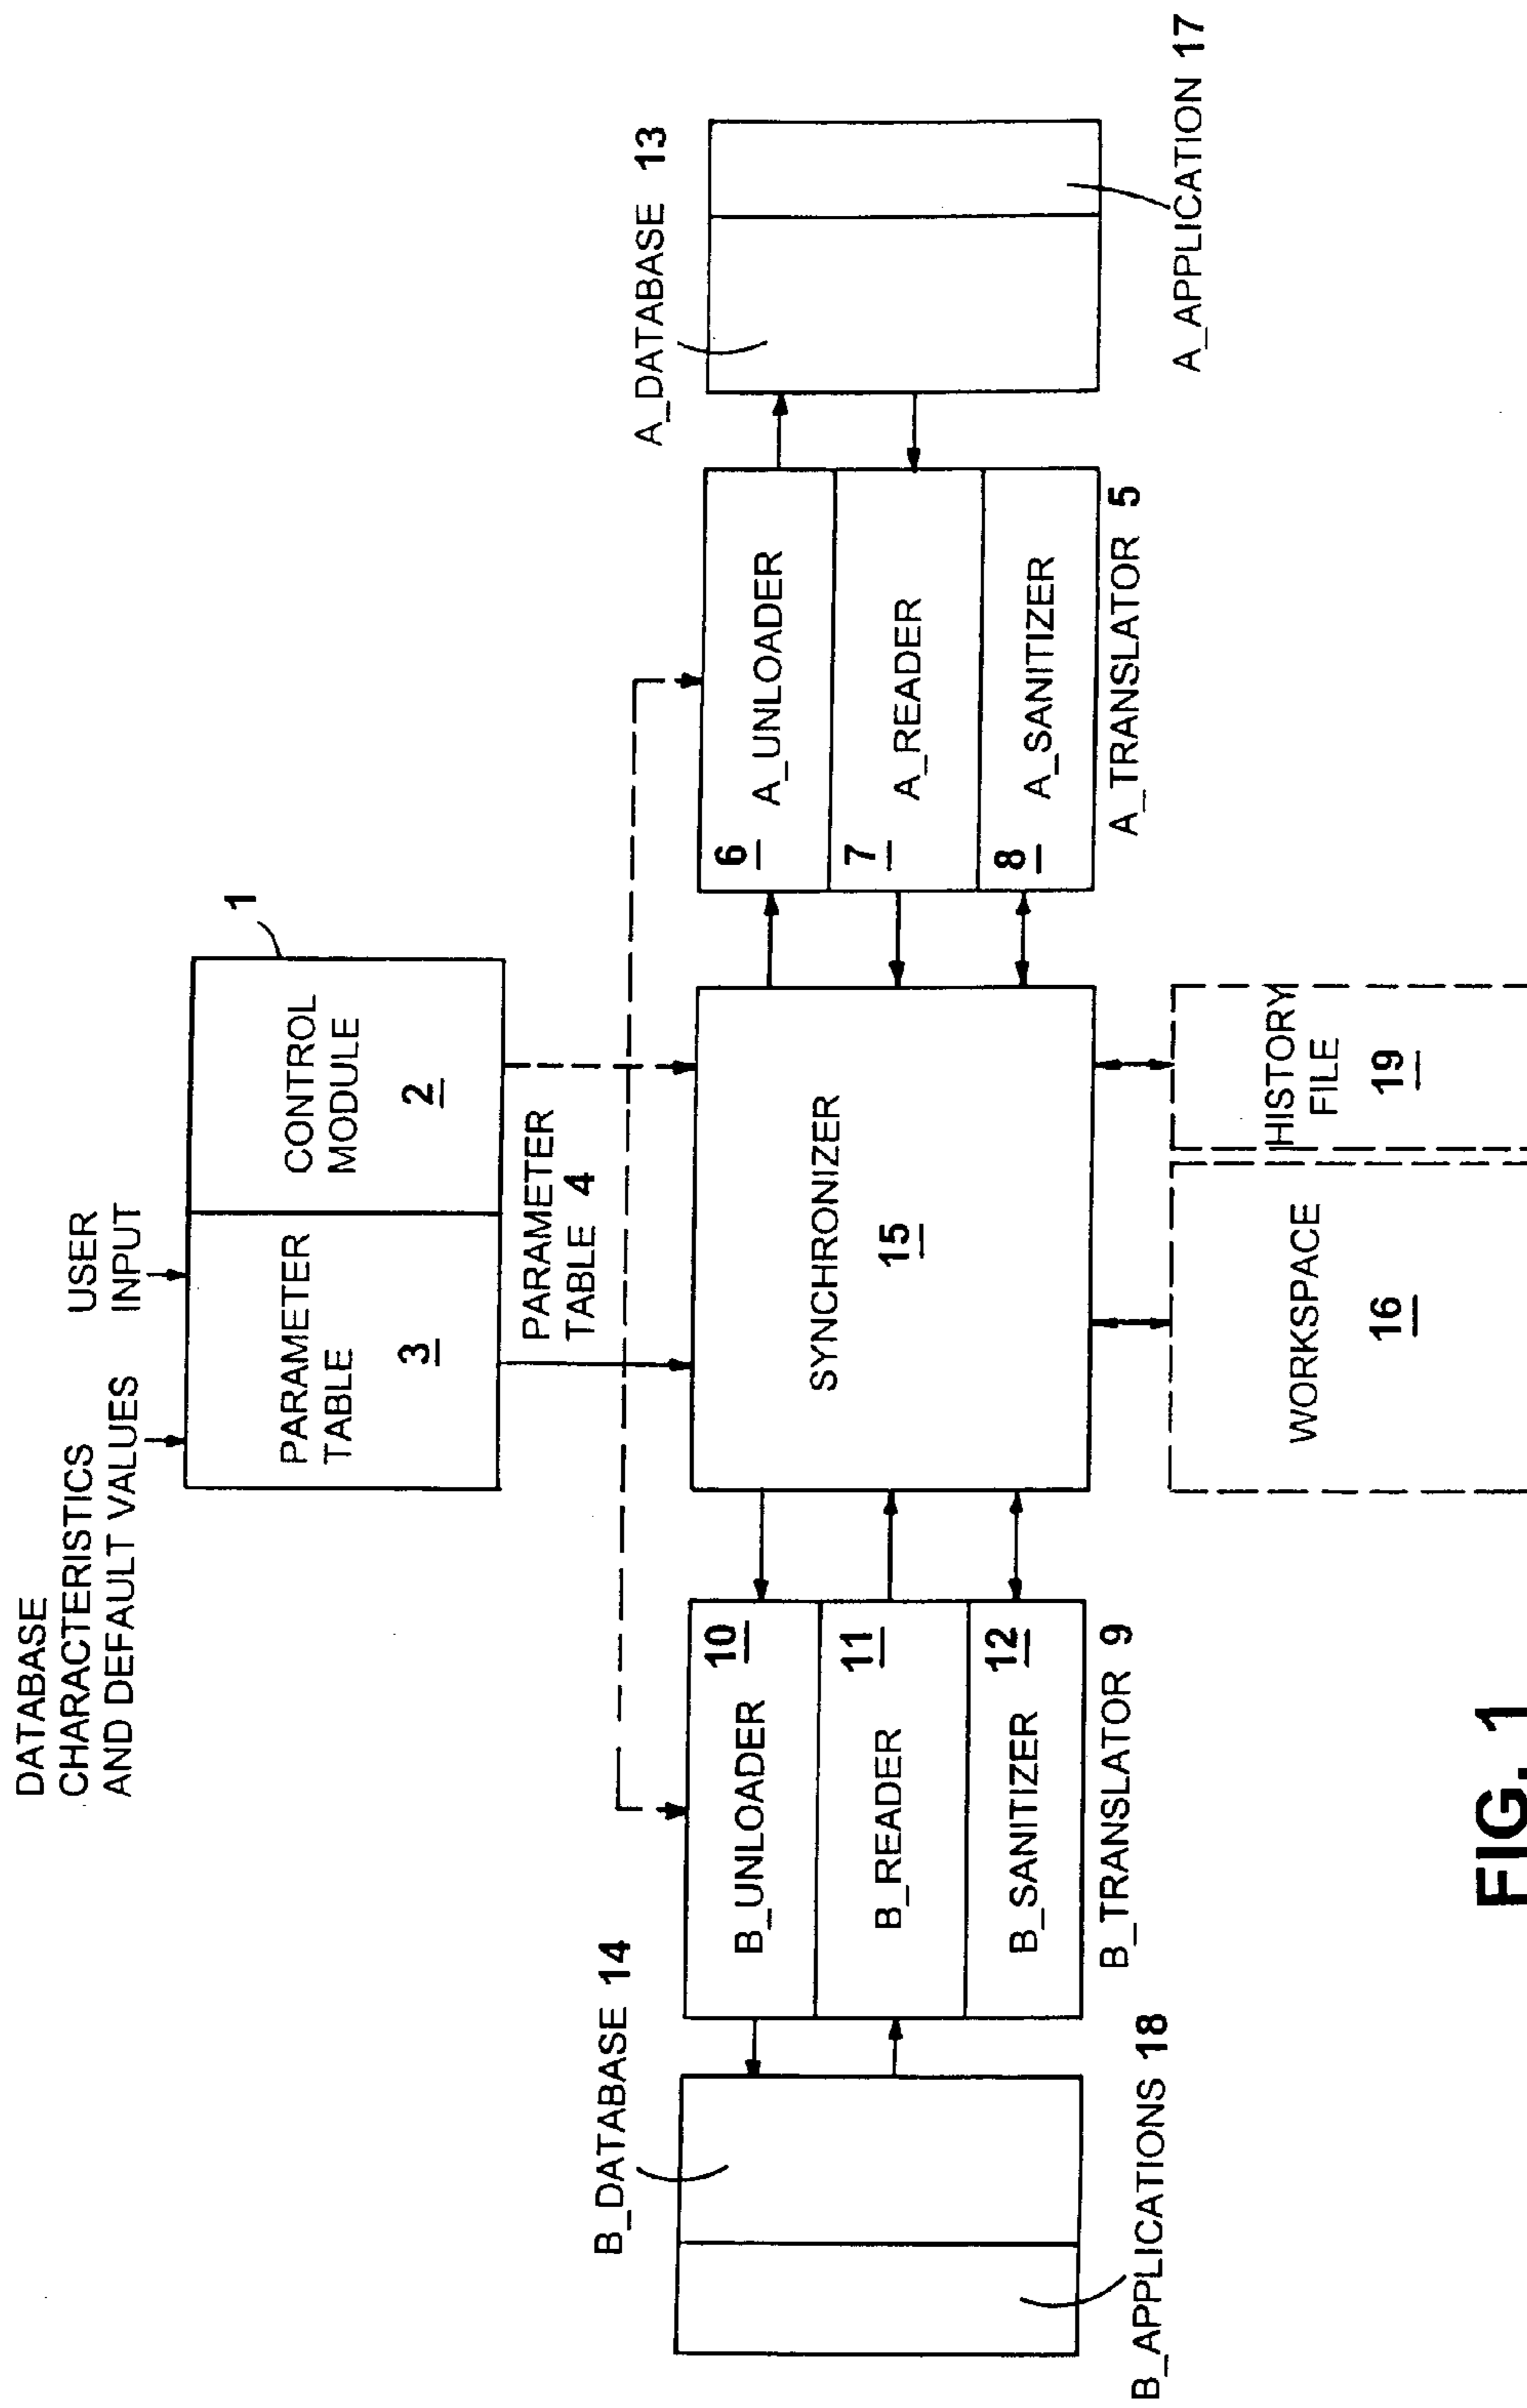 DATABASE
CHARACTERISTICS
AND DEFAULT VALUES
USER
INPUT
1
PARAMETER
TABLE
3
CONTROL
MODULE
2
PARAMETER
TABLE 4
B_DATABASE 14
B_APPLICATIONS 18
B_UNLOADER 10
B_READER 11
B_SANITIZER 12
B_TRANSLATOR 9
SYNCHRONIZER
15
6 A_UNLOADER
7 A_READER
8 A_SANITIZER
A_TRANSLATOR 5
A_DATABASE 13
A_APPLICATION 17
WORKSPACE
16
HISTORY
FILE
19
FIG. 1